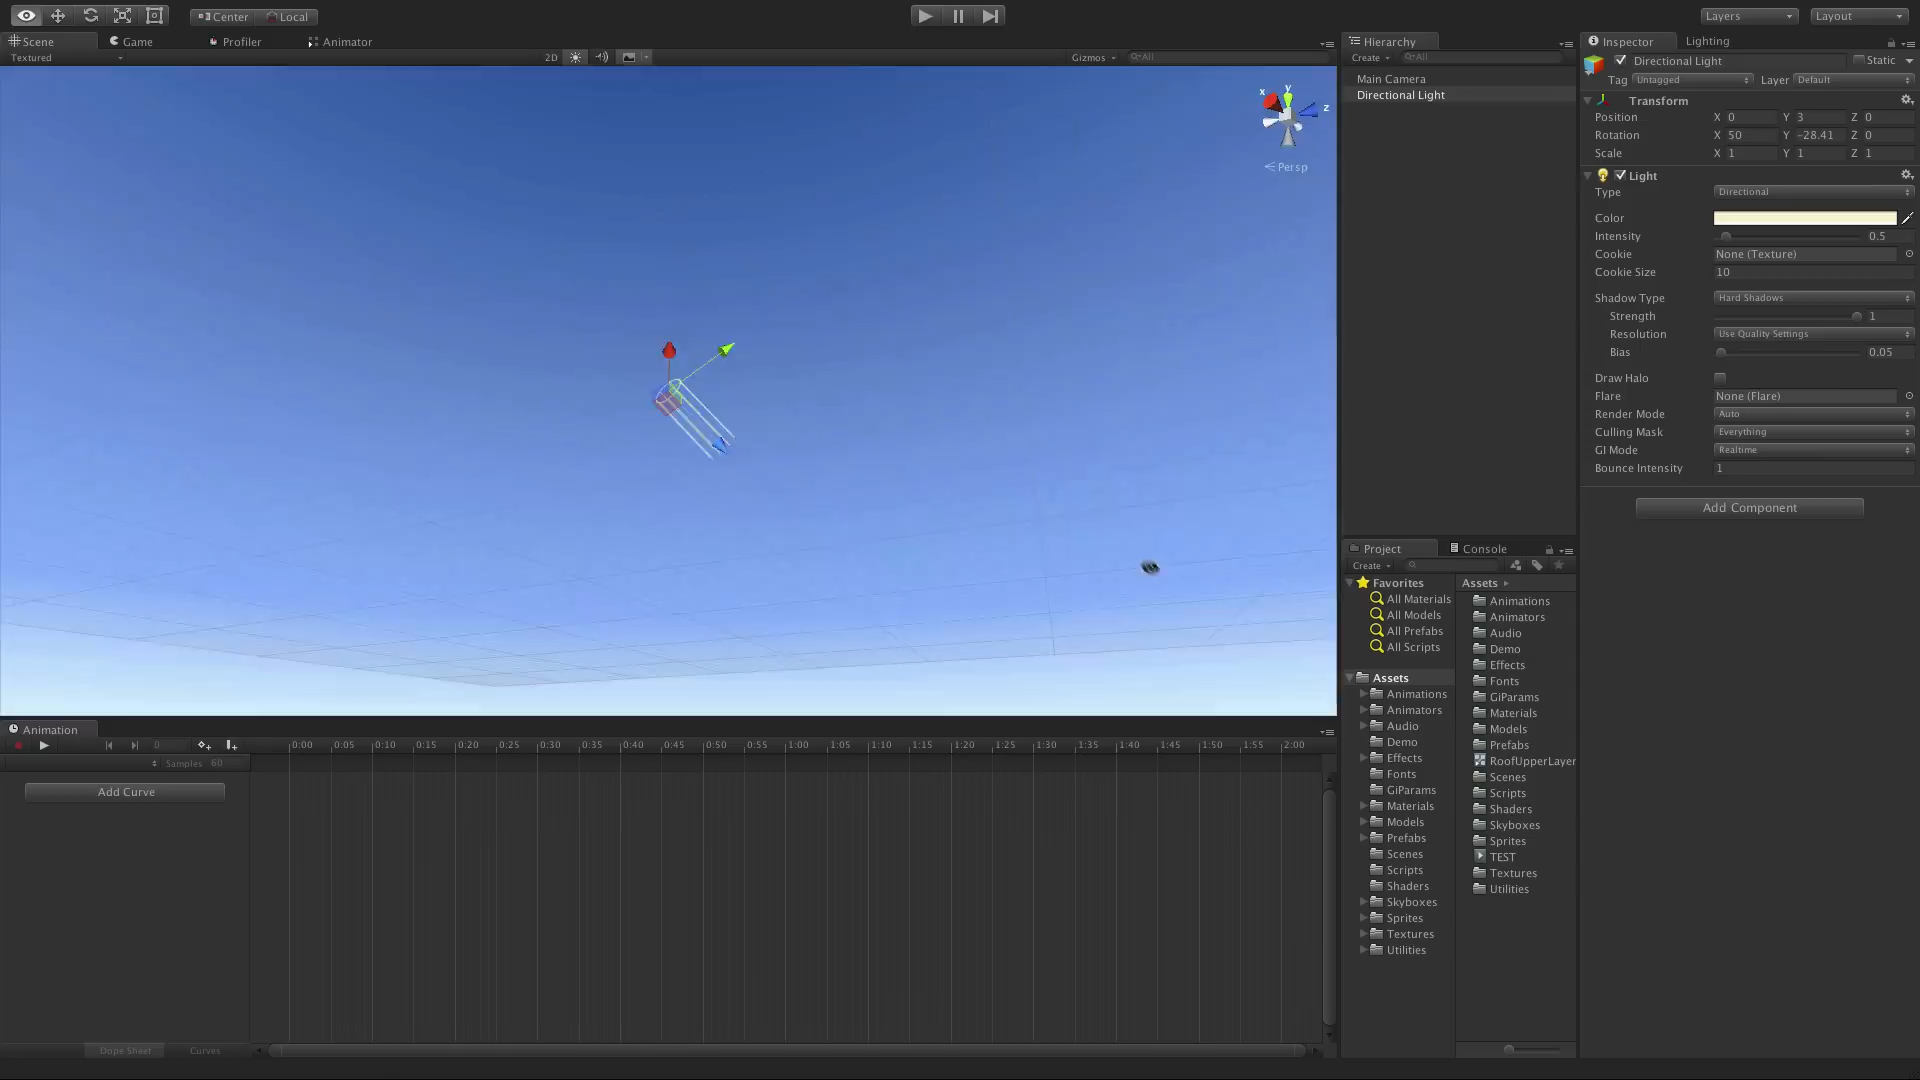 Center Local
Layers Layout
Scene Game Profiler Animator
Textured 2D Gizmos All
x y z
Persp
Hierarchy
Create All
Main Camera
Directional Light
Inspector Lighting
Directional Light Static
Tag Untagged Layer Default
Transform
Position X 0 Y 3 Z 0
Rotation X 50 Y -28.41 Z 0
Scale X 1 Y 1 Z 1
Light
Type Directional
Color
Intensity 0.5
Cookie None (Texture)
Cookie Size 10
Shadow Type Hard Shadows
Strength 1
Resolution Use Quality Settings
Bias 0.05
Draw Halo
Flare None (Flare)
Render Mode Auto
Culling Mask Everything
GI Mode Realtime
Bounce Intensity 1
Add Component
Project Console
Create
Favorites
All Materials
All Models
All Prefabs
All Scripts
Assets
Animations
Animators
Audio
Demo
Effects
Fonts
GiParams
Materials
Models
Prefabs
Scenes
Scripts
Shaders
Skyboxes
Sprites
Textures
Utilities
Assets
Animations
Animators
Audio
Demo
Effects
Fonts
GiParams
Materials
Models
Prefabs
RoofUpperLayer
Scenes
Scripts
Shaders
Skyboxes
Sprites
TEST
Textures
Utilities
Animation
0 0:00 0:05 0:10 0:15 0:20 0:25 0:30 0:35 0:40 0:45 0:50 0:55 1:00 1:05 1:10 1:15 1:20 1:25 1:30 1:35 1:40 1:45 1:50 1:55 2:00
Samples 60
Add Curve
Dope Sheet Curves